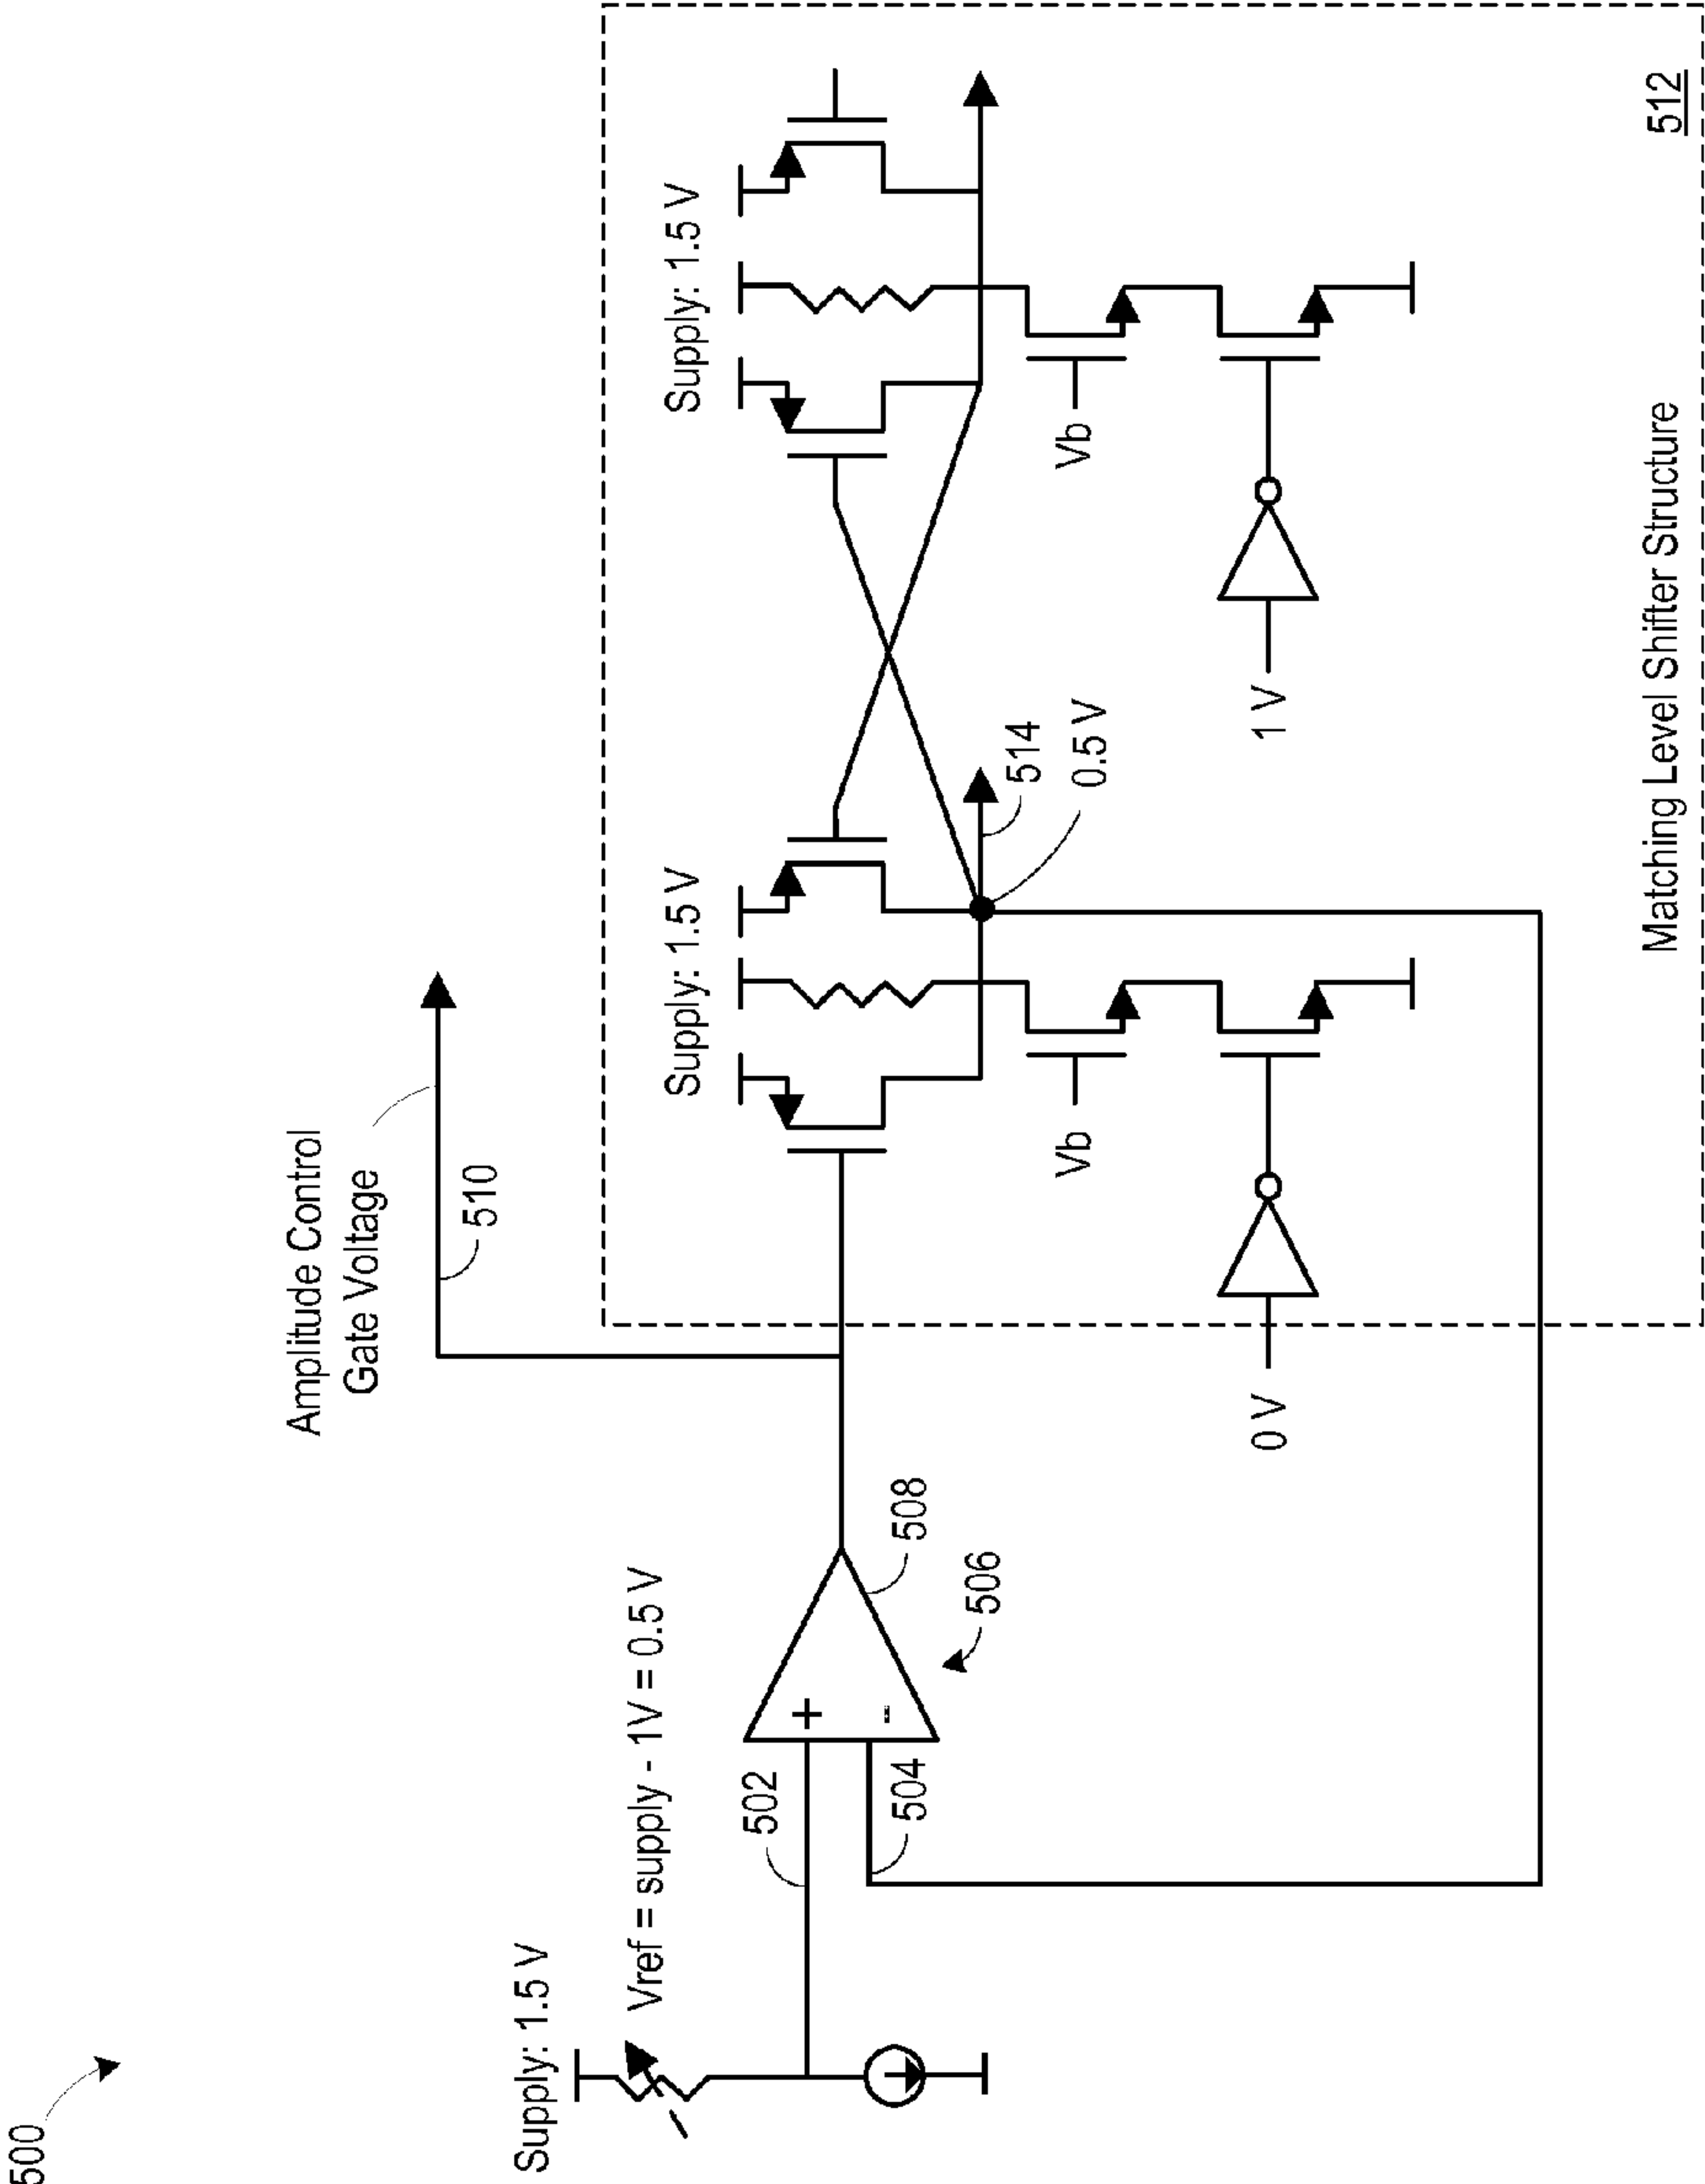 500
Amplitude Control
Gate Voltage
510
Supply: 1.5 V
Vref = supply - 1V = 0.5 V
Supply: 1.5 V
Supply: 1.5 V
502
+
-
504
508
506
514
0.5 V
Vb
Vb
0 V
1 V
Matching Level Shifter Structure
512